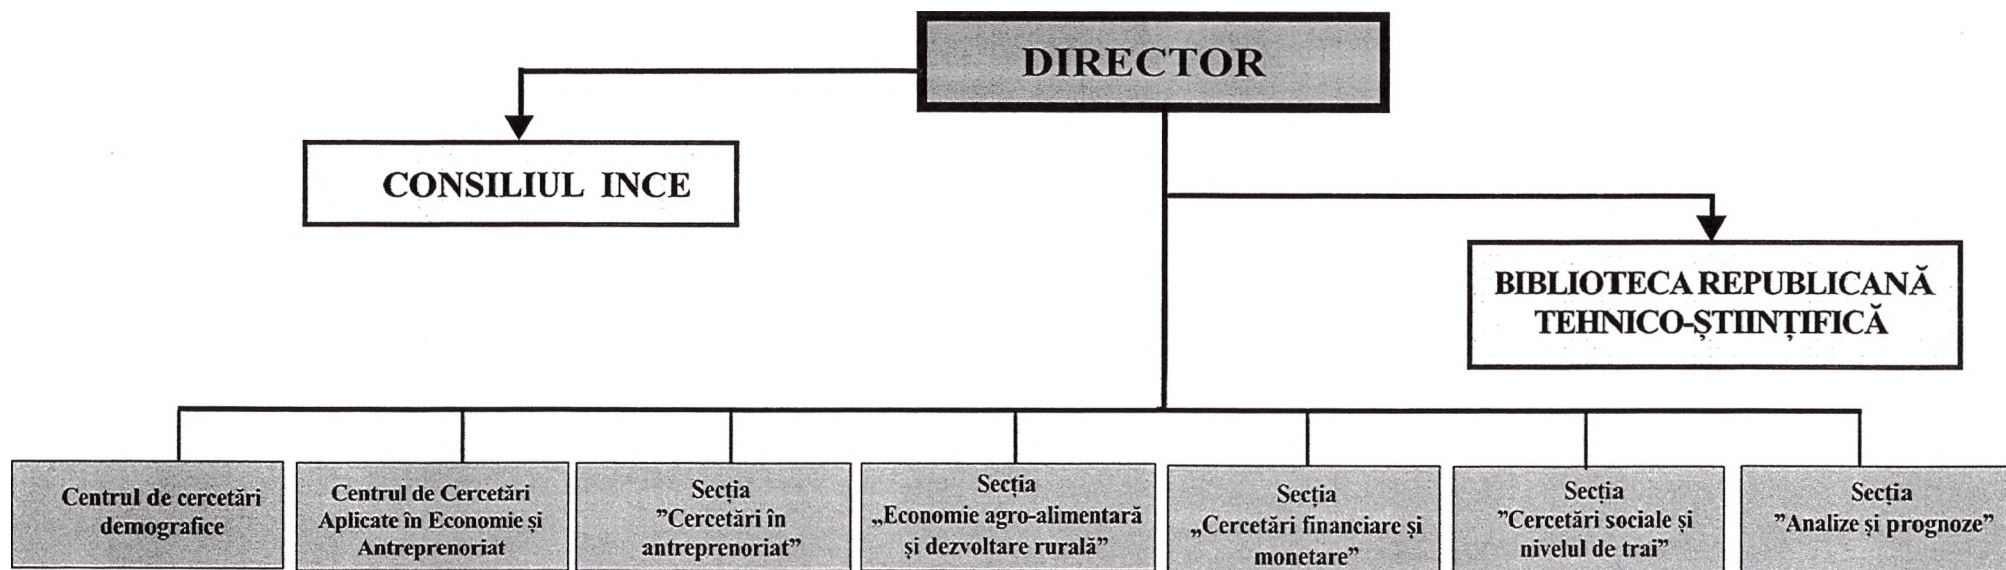 DIRECTOR
CONSILIUL INCE
BIBLIOTECA REPUBLICANĂ
TEHNICO-ȘTIINȚIFICĂ
Centrul de cercetări
demografice
Centrul de Cercetări
Aplicate în Economie și
Antreprenoriat
Secția
”Cercetări în
antreprenoriat”
Secția
„Economie agro-alimentară
și dezvoltare rurală”
Secția
„Cercetări financiare și
monetare”
Secția
”Cercetări sociale și
nivelul de trai”
Secția
”Analize și prognoze”